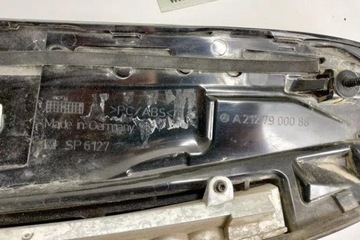 >PC/ABS<
Made in Germany
SP 6127
A 212 79 000 88